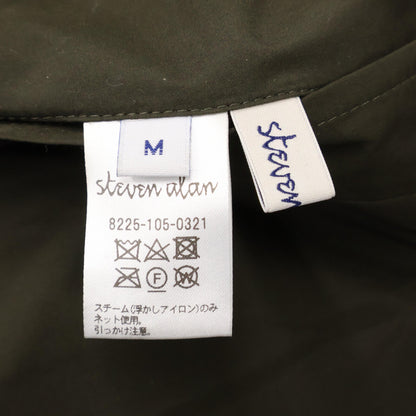 M
steven alan
steven
8225-105-0321
F W
スチーム(浮かしアイロン)のみ
ネット使用。
引っかけ注意。